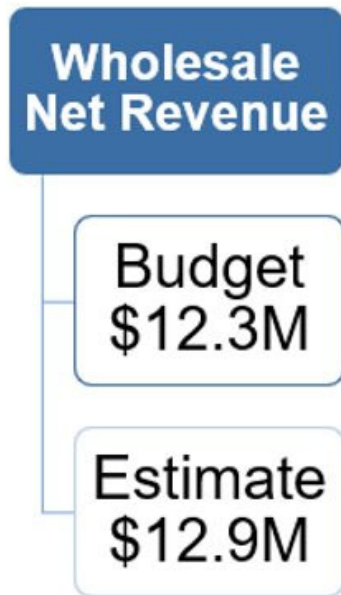 Wholesale
Net Revenue
Budget
$12.3M
Estimate
$12.9M